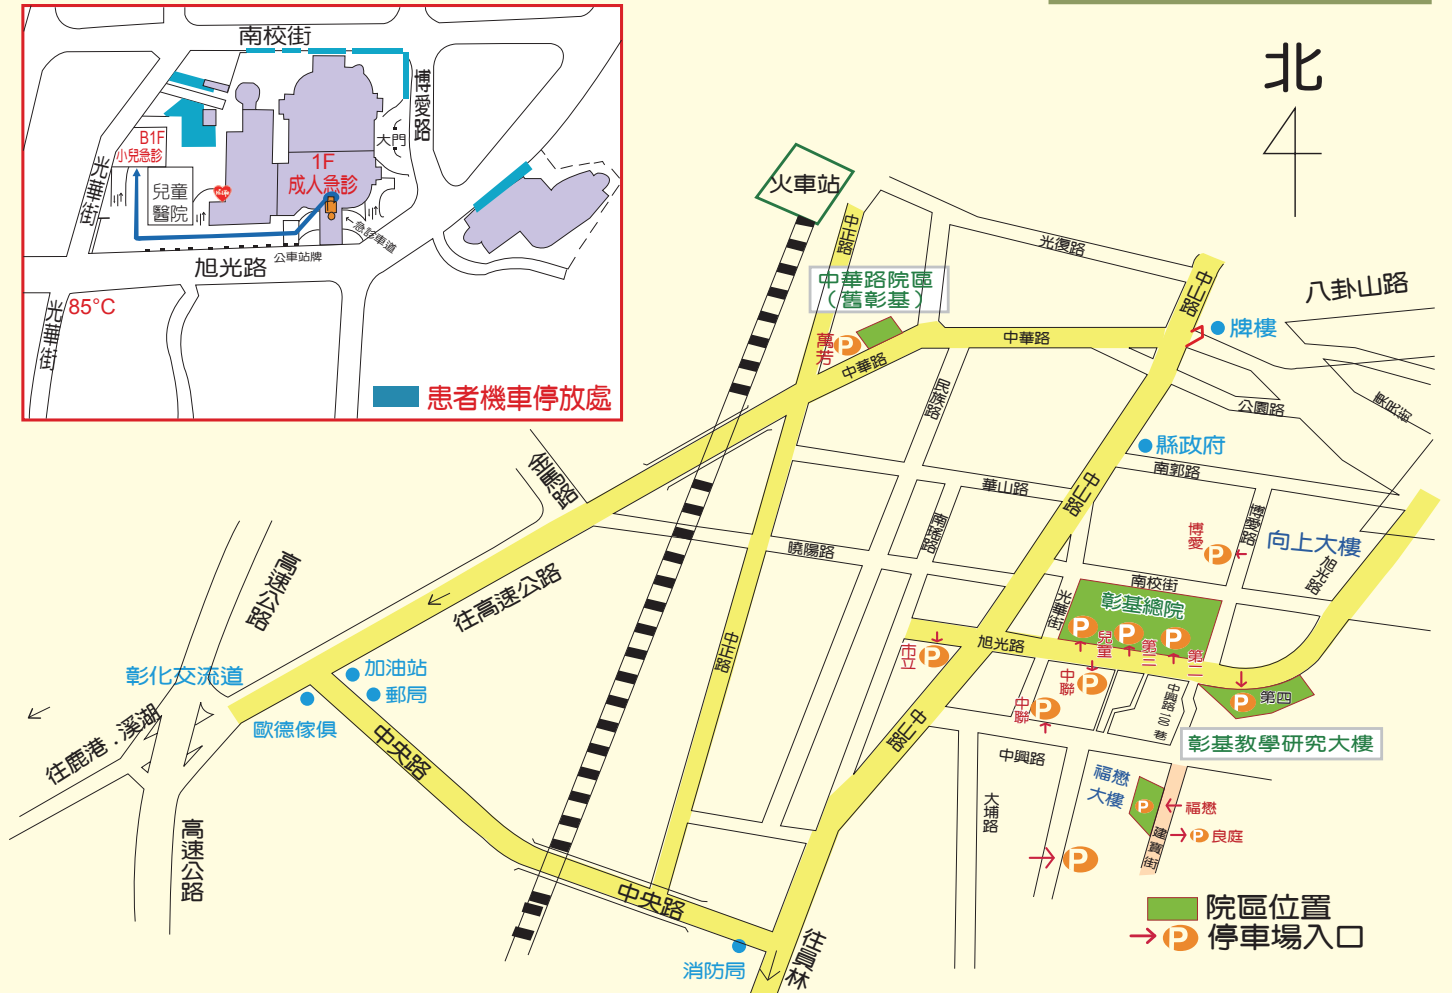 南校街
博愛路
大門
B1F
小兒急診
光華街
兒童
醫院
1F
成人急診
急診車道
公車站牌
旭光路
85°C
光華街
患者機車停放處
北
火車站
中正路
光復路
中山路
八卦山路
中華路院區
(舊彰基)
牌樓
萬芳
P
中華路
中華路
民族路
公園路
縣政府
南郭路
金馬路
中山路
華山路
南瑤路
博愛路
博愛
P
向上大樓
曉陽路
旭光路
高速公路
往高速公路
南校街
光華街
彰基總院
P
P
P
兒童
第三
第二
中正路
旭光路
市立
P
中聯
P
中聯
P
彰化交流道
加油站
郵局
歐德傢俱
P
第四
中興路100巷
彰基教學研究大樓
往鹿港.溪湖
中央路
中山路
中興路
福懋
大樓
P
福懋
大埔路
建寶街
P
良庭
P
高速公路
中央路
院區位置
P
停車場入口
消防局
往員林